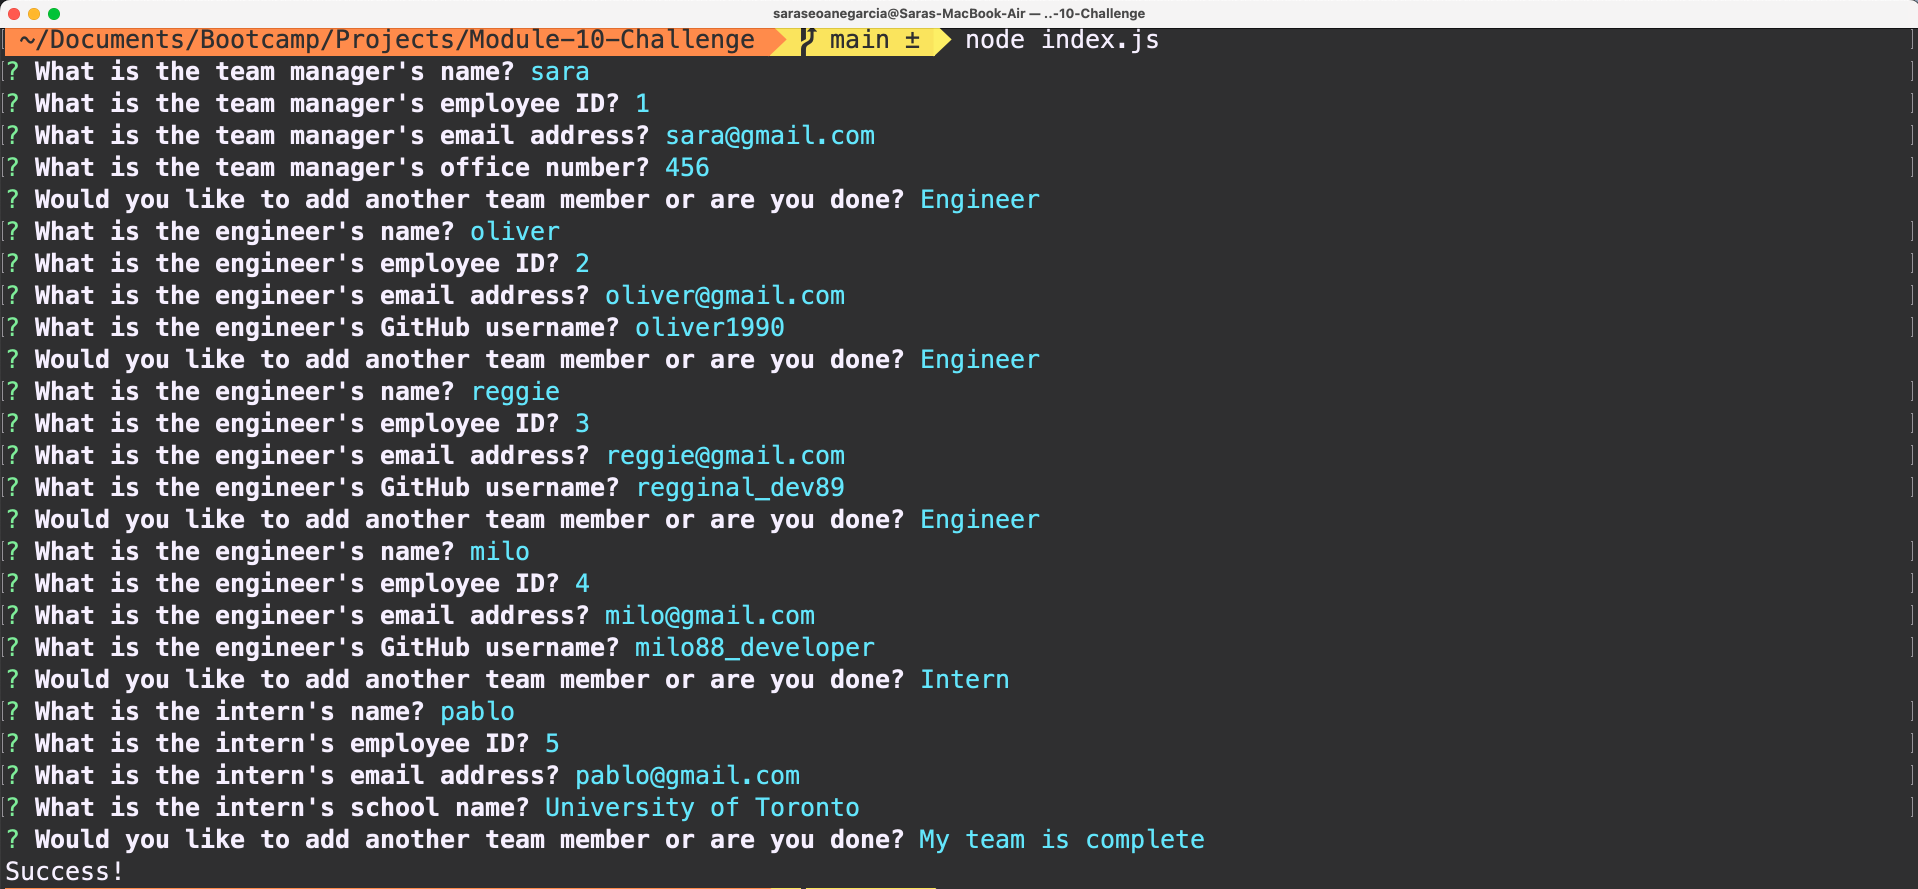 saraseoanegarcia@Saras-MacBook-Air — ..-10-Challenge
~/Documents/Bootcamp/Projects/Module-10-Challenge main ± node index.js
? What is the team manager's name? sara
? What is the team manager's employee ID? 1
? What is the team manager's email address? sara@gmail.com
? What is the team manager's office number? 456
? Would you like to add another team member or are you done? Engineer
? What is the engineer's name? oliver
? What is the engineer's employee ID? 2
? What is the engineer's email address? oliver@gmail.com
? What is the engineer's GitHub username? oliver1990
? Would you like to add another team member or are you done? Engineer
? What is the engineer's name? reggie
? What is the engineer's employee ID? 3
? What is the engineer's email address? reggie@gmail.com
? What is the engineer's GitHub username? regginal_dev89
? Would you like to add another team member or are you done? Engineer
? What is the engineer's name? milo
? What is the engineer's employee ID? 4
? What is the engineer's email address? milo@gmail.com
? What is the engineer's GitHub username? milo88_developer
? Would you like to add another team member or are you done? Intern
? What is the intern's name? pablo
? What is the intern's employee ID? 5
? What is the intern's email address? pablo@gmail.com
? What is the intern's school name? University of Toronto
? Would you like to add another team member or are you done? My team is complete
Success!